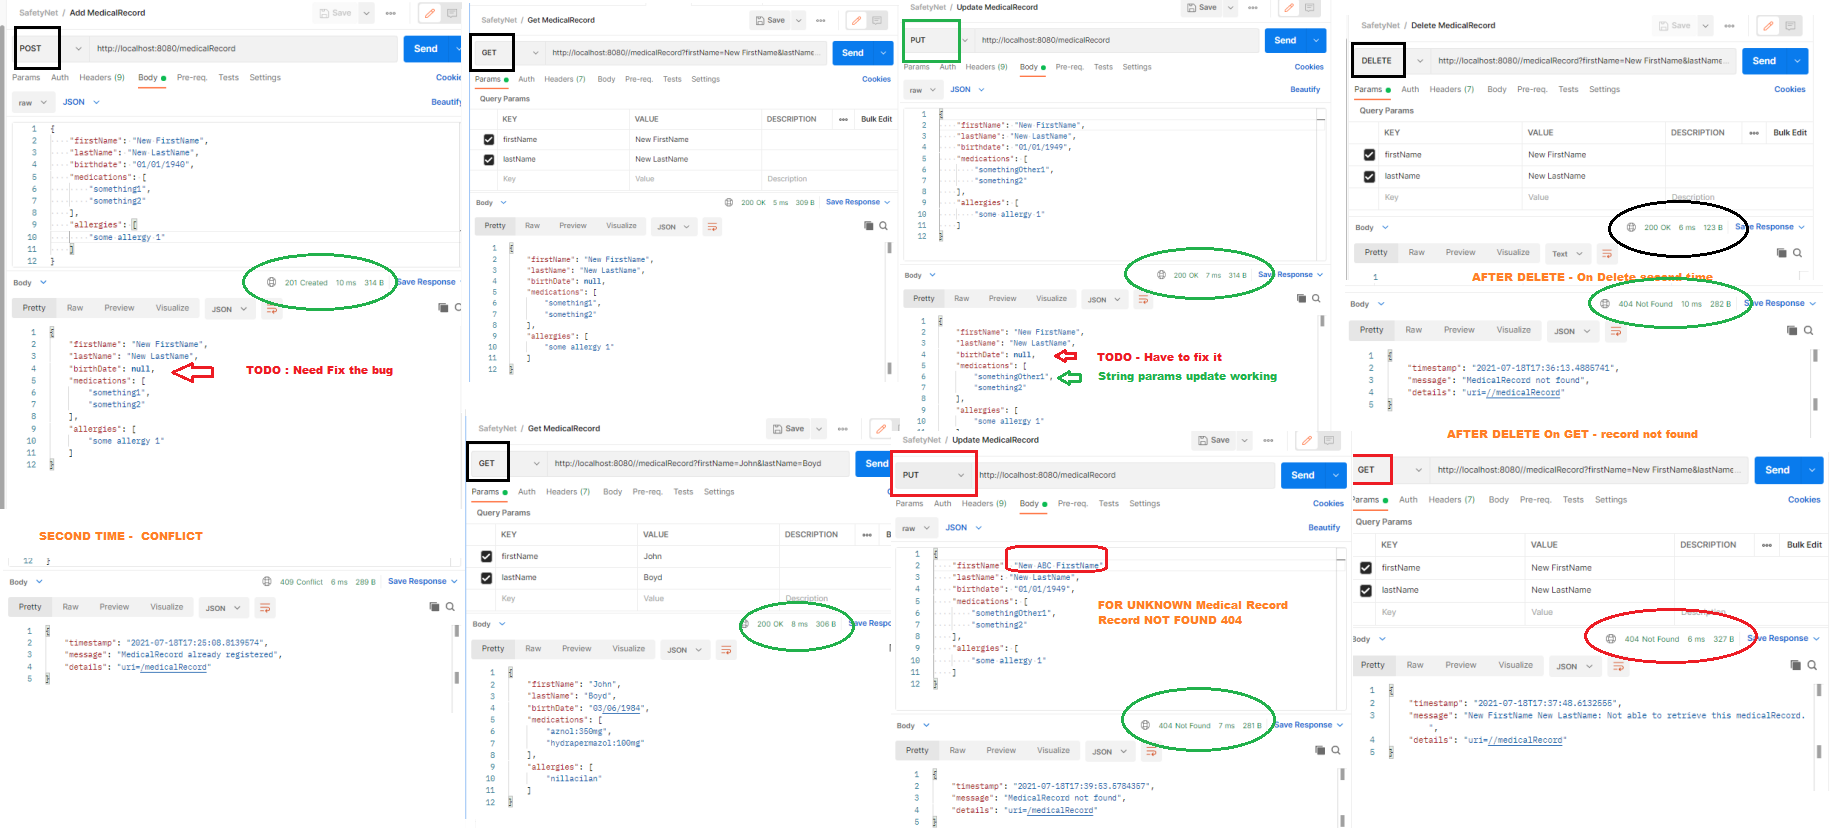 SafetyNet / Add MedicalRecord
Save
POST
http://localhost:8080/medicalRecord
Send
Params Auth Headers (9) Body Pre-req. Tests Settings
Cookie
raw JSON
Beautif
1 {
2 "firstName": "New FirstName",
3 "lastName": "New LastName",
4 "birthdate": "01/01/1940",
5 "medications": [
6 "something1",
7 "something2"
8 ],
9 "allergies": [
10 "some allergy 1"
11 ]
12 }
Body
201 Created 10 ms 314 B Save Response
Pretty Raw Preview Visualize JSON
1 {
2 "firstName": "New FirstName",
3 "lastName": "New LastName",
4 "birthDate": null,
5 "medications": [
6 "something1",
7 "something2"
8 ],
9 "allergies": [
10 "some allergy 1"
11 ]
12 }
TODO : Need Fix the bug
SECOND TIME - CONFLICT
12 }
Body
409 Conflict 6 ms 289 B Save Response
Pretty Raw Preview Visualize JSON
1 {
2 "timestamp": "2021-07-18T17:25:08.8139574",
3 "message": "MedicalRecord already registered",
4 "details": "uri=/medicalRecord"
5 }
SafetyNet / Get MedicalRecord
Save
GET
http://localhost:8080//medicalRecord?firstName=New FirstName&lastName...
Send
Params Auth Headers (7) Body Pre-req. Tests Settings
Cookies
Query Params
KEY VALUE DESCRIPTION Bulk Edit
firstName New FirstName
lastName New LastName
Key Value Description
Body
200 OK 5 ms 309 B Save Response
Pretty Raw Preview Visualize JSON
1 {
2 "firstName": "New FirstName",
3 "lastName": "New LastName",
4 "birthDate": null,
5 "medications": [
6 "something1",
7 "something2"
8 ],
9 "allergies": [
10 "some allergy 1"
11 ]
12 }
SafetyNet / Get MedicalRecord
Save
GET
http://localhost:8080//medicalRecord?firstName=John&lastName=Boyd
Send
Params Auth Headers (7) Body Pre-req. Tests Settings
Query Params
KEY VALUE DESCRIPTION B
firstName John
lastName Boyd
Key Value Description
Body
200 OK 8 ms 306 B Save Respo
Pretty Raw Preview Visualize JSON
1 {
2 "firstName": "John",
3 "lastName": "Boyd",
4 "birthDate": "03/06/1984",
5 "medications": [
6 "aznol:350mg",
7 "hydrapermazol:100mg"
8 ],
9 "allergies": [
10 "nillacilan"
11 ]
12 }
SafetyNet / Update MedicalRecord
Save
PUT
http://localhost:8080/medicalRecord
Send
Params Auth Headers (9) Body Pre-req. Tests Settings
Cookies
raw JSON
Beautify
1 {
2 "firstName": "New FirstName",
3 "lastName": "New LastName",
4 "birthdate": "01/01/1949",
5 "medications": [
6 "somethingOther1",
7 "something2"
8 ],
9 "allergies": [
10 "some allergy 1"
11 ]
12 }
Body
200 OK 7 ms 314 B Save Response
Pretty Raw Preview Visualize JSON
1 {
2 "firstName": "New FirstName",
3 "lastName": "New LastName",
4 "birthDate": null,
5 "medications": [
6 "somethingOther1",
7 "something2"
8 ],
9 "allergies": [
10 "some allergy 1"
11 ]
TODO - Have to fix it
String params update working
SafetyNet / Update MedicalRecord
Save
PUT
http://localhost:8080/medicalRecord
Send
Params Auth Headers (9) Body Pre-req. Tests Settings
Cookies
raw JSON
Beautify
1 {
2 "firstName": "New ABC FirstName",
3 "lastName": "New LastName",
4 "birthdate": "01/01/1949",
5 "medications": [
6 "somethingOther1",
7 "something2"
8 ],
9 "allergies": [
10 "some allergy 1"
11 ]
12 }
FOR UNKNOWN Medical Record
Record NOT FOUND 404
Body
404 Not Found 7 ms 281 B Save Response
Pretty Raw Preview Visualize JSON
1 {
2 "timestamp": "2021-07-18T17:39:53.5784357",
3 "message": "MedicalRecord not found",
4 "details": "uri=/medicalRecord"
5 }
SafetyNet / Delete MedicalRecord
Save
DELETE
http://localhost:8080//medicalRecord?firstName=New FirstName&lastName...
Send
Params Auth Headers (7) Body Pre-req. Tests Settings
Cookies
Query Params
KEY VALUE DESCRIPTION Bulk Edit
firstName New FirstName
lastName New LastName
Key Value Description
Body
200 OK 6 ms 123 B Save Response
Pretty Raw Preview Visualize Text
1
AFTER DELETE - On Delete second time
Body
404 Not Found 10 ms 282 B Save Response
Pretty Raw Preview Visualize JSON
1 {
2 "timestamp": "2021-07-18T17:36:13.4885741",
3 "message": "MedicalRecord not found",
4 "details": "uri=//medicalRecord"
5 }
AFTER DELETE On GET - record not found
GET
http://localhost:8080//medicalRecord?firstName=New FirstName&lastName...
Send
Params Auth Headers (7) Body Pre-req. Tests Settings
Cookies
Query Params
KEY VALUE DESCRIPTION Bulk Edit
firstName New FirstName
lastName New LastName
Key Value Description
Body
404 Not Found 6 ms 327 B Save Response
Pretty Raw Preview Visualize JSON
1 {
2 "timestamp": "2021-07-18T17:37:48.6132555",
3 "message": "New FirstName New LastName: Not able to retrieve this medicalRecord.
",
4 "details": "uri=//medicalRecord"
5 }